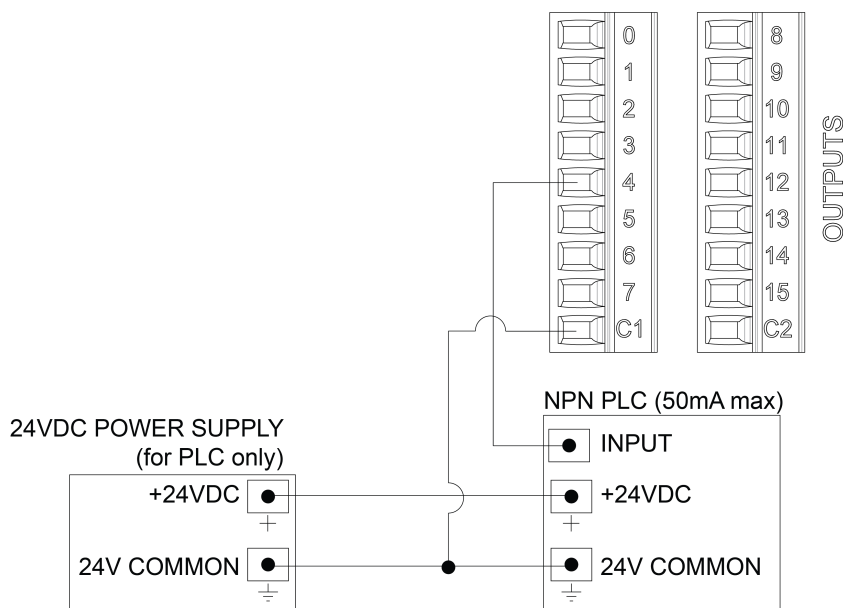 0
1
2
3
4
5
6
7
C1
8
9
10
11
12
13
14
15
C2
OUTPUTS
24VDC POWER SUPPLY
(for PLC only)
+24VDC
+
24V COMMON
NPN PLC (50mA max)
INPUT
+24VDC
+
24V COMMON